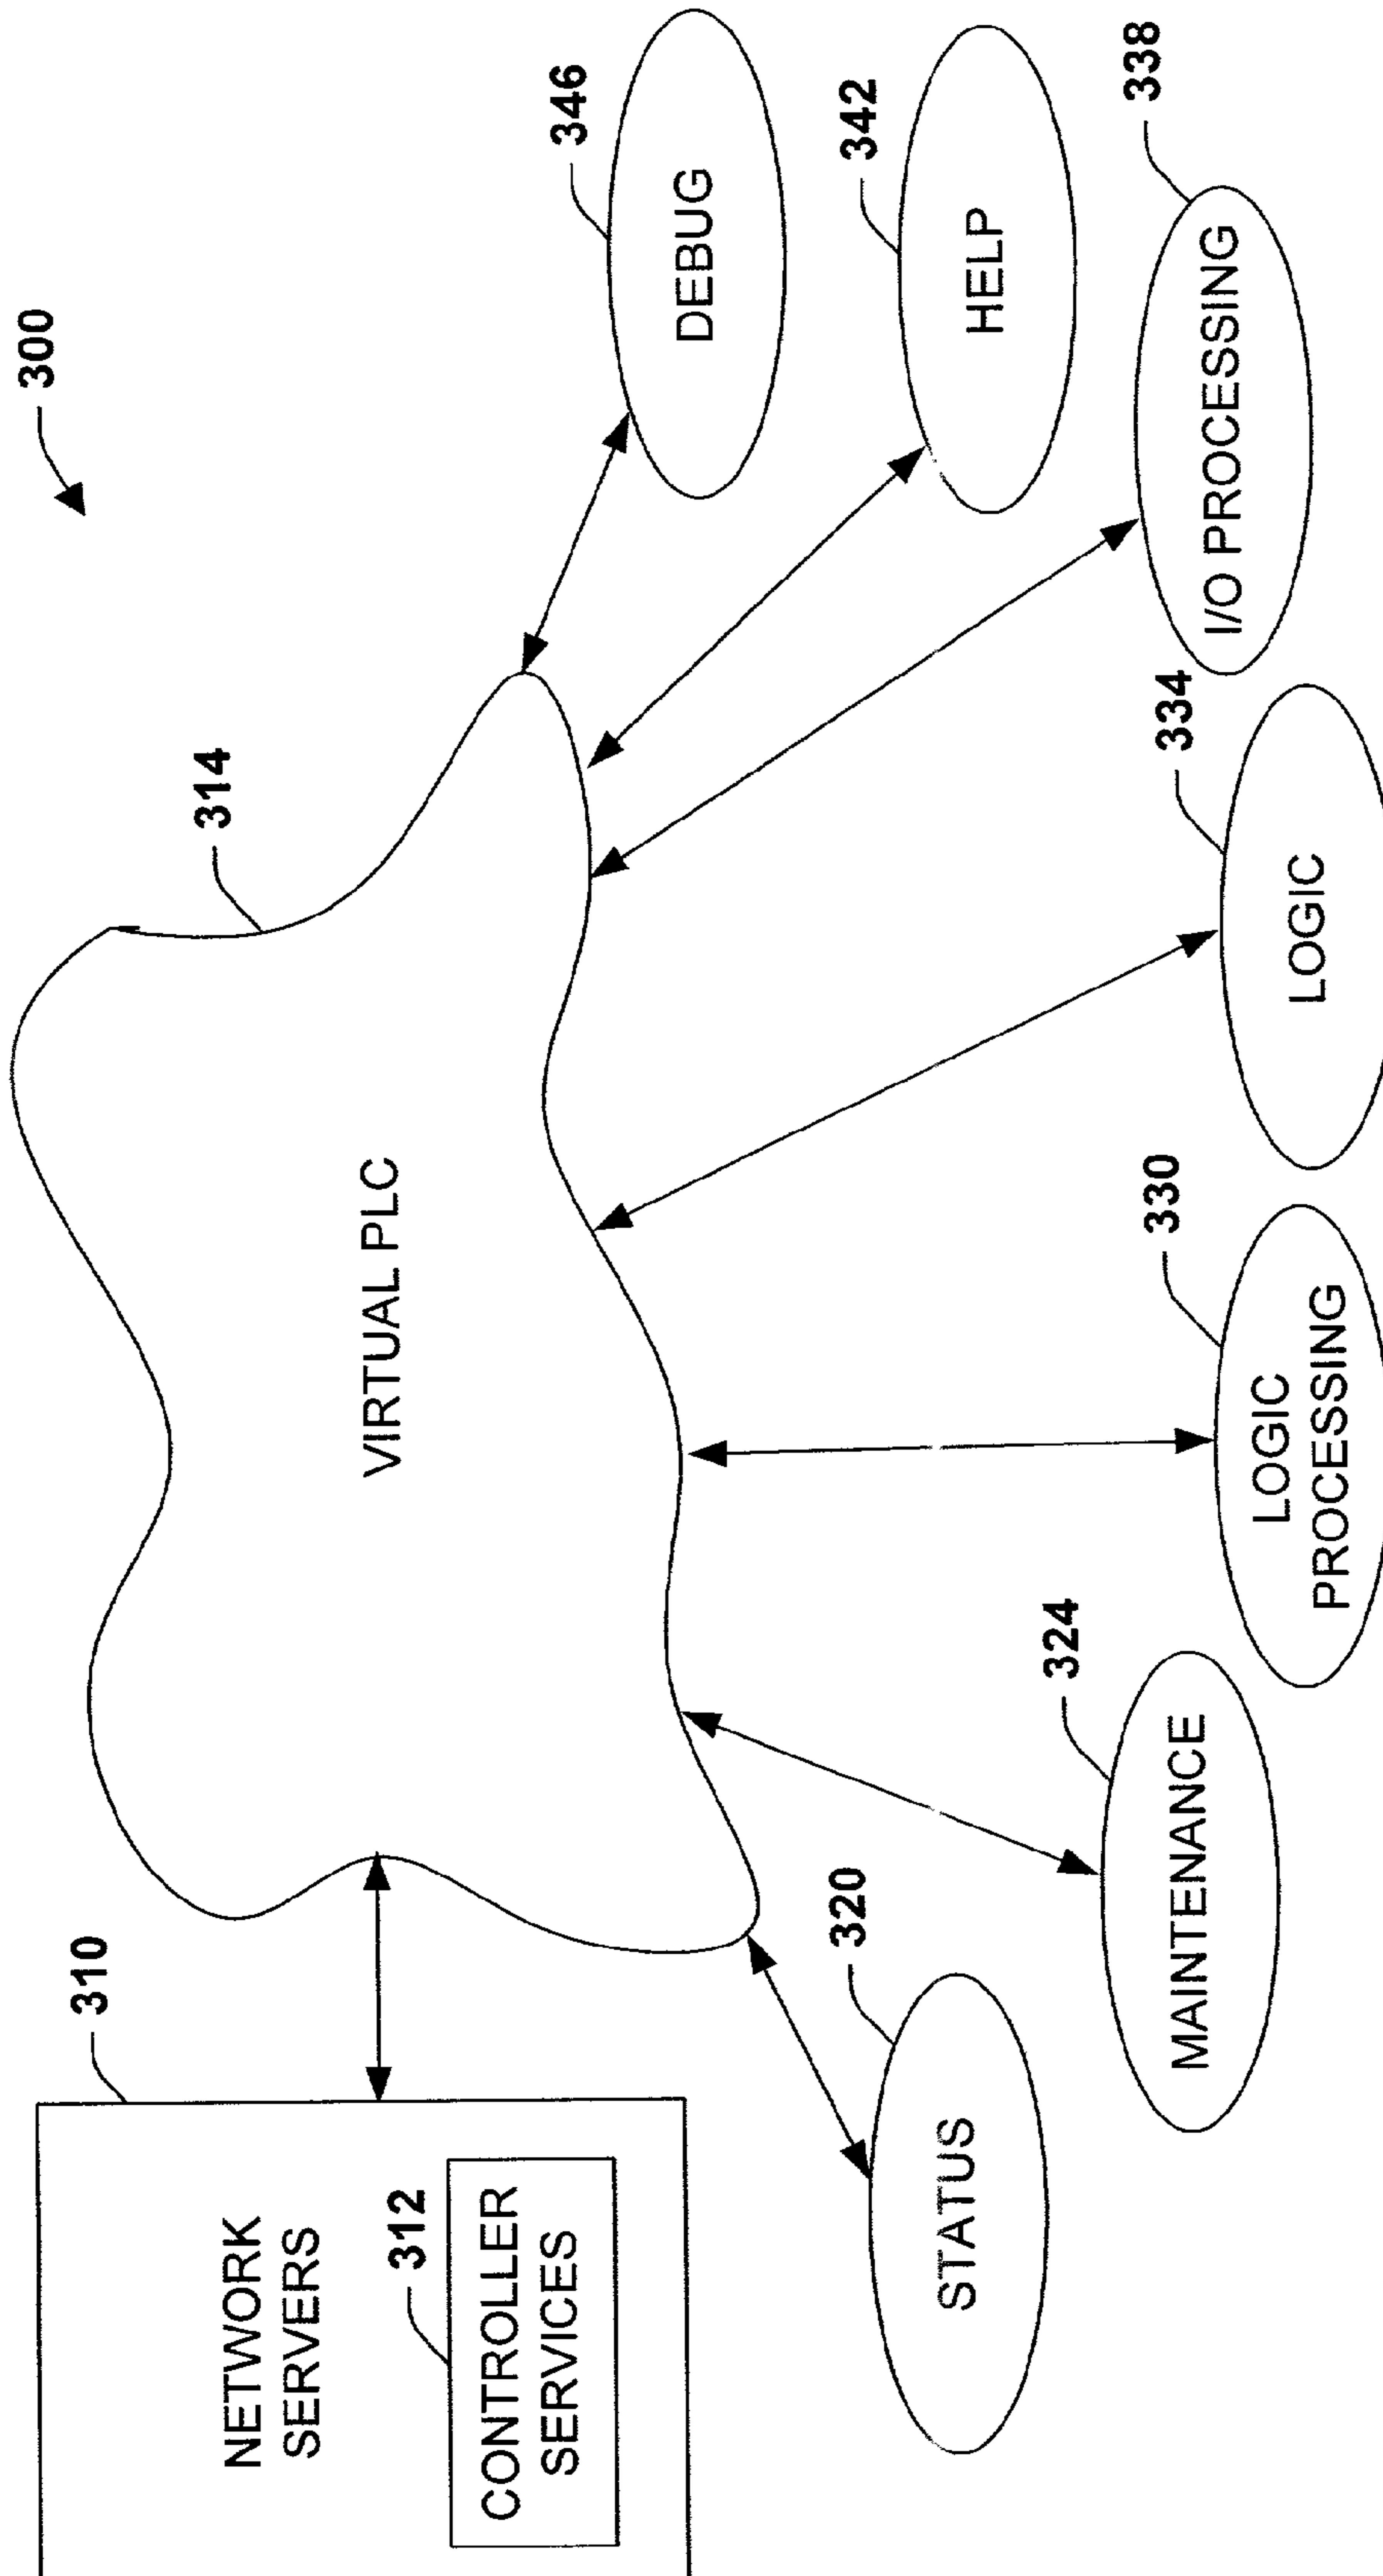 300
310
NETWORK
SERVERS
312
CONTROLLER
SERVICES
314
VIRTUAL PLC
346
DEBUG
342
HELP
338
I/O PROCESSING
334
LOGIC
330
LOGIC
PROCESSING
324
MAINTENANCE
320
STATUS